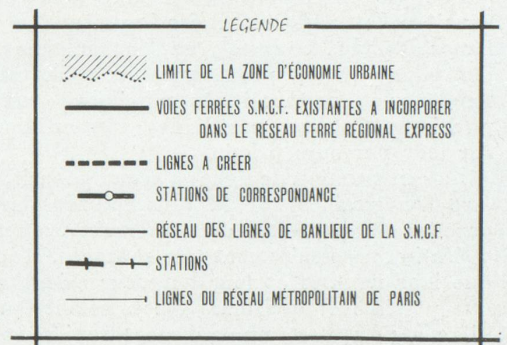 LÉGENDE
LIMITE DE LA ZONE D'ÉCONOMIE URBAINE
VOIES FERRÉES S.N.C.F. EXISTANTES A INCORPORER
DANS LE RÉSEAU FERRÉ RÉGIONAL EXPRESS
LIGNES A CRÉER
STATIONS DE CORRESPONDANCE
RÉSEAU DES LIGNES DE BANLIEUE DE LA S.N.C.F.
STATIONS
LIGNES DU RÉSEAU MÉTROPOLITAIN DE PARIS